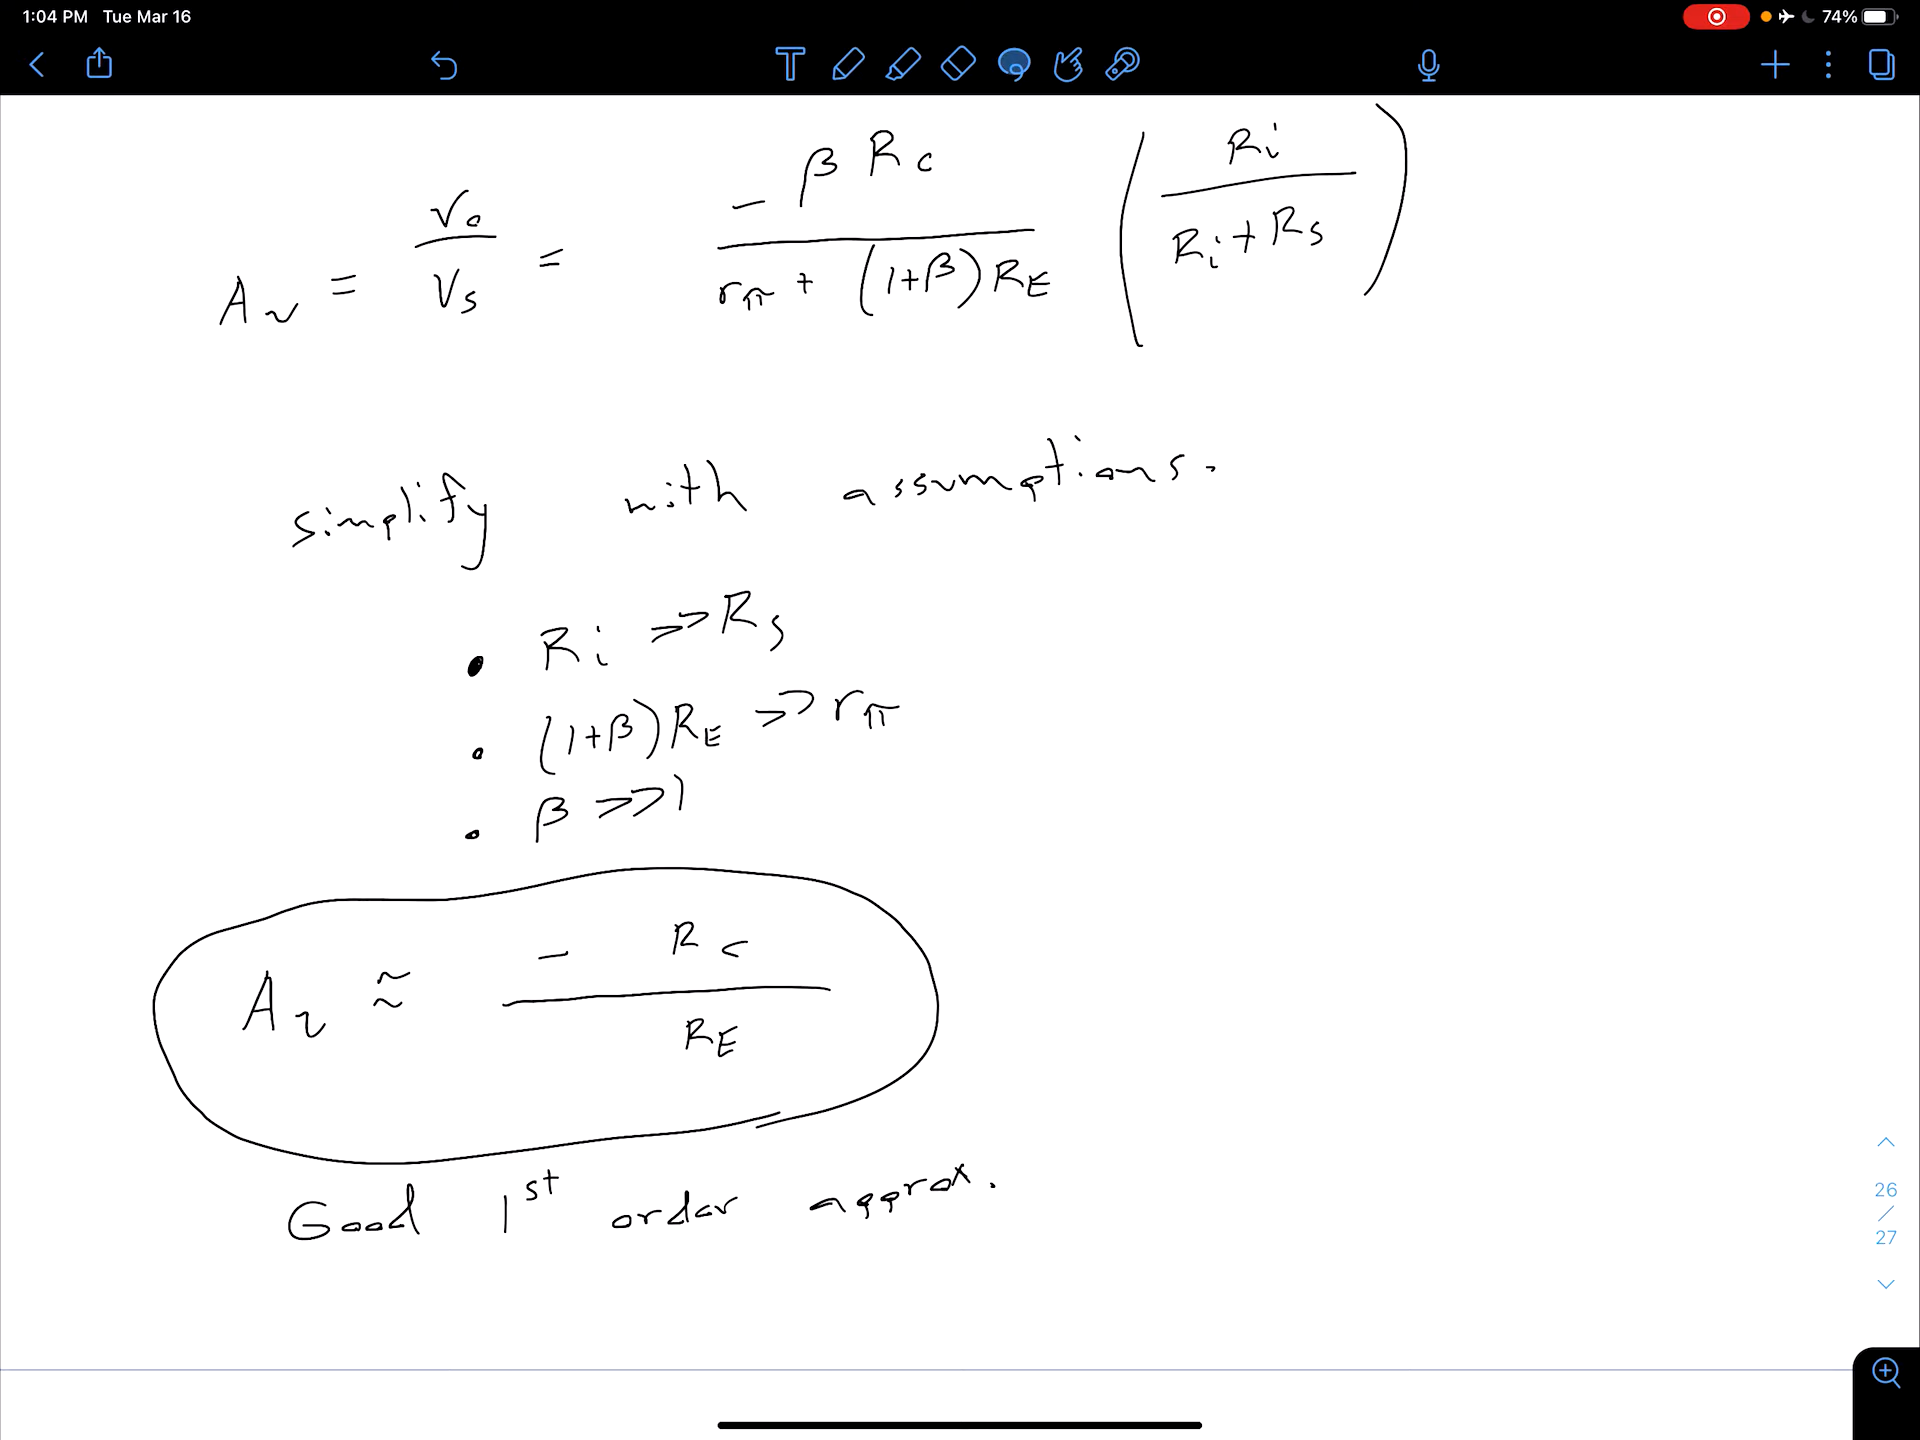 1:04 PM Tue Mar 16 74%
T
Av = vo/vs = -βRc / (rπ + (1+β)RE) (Ri / (Ri + Rs))
simplify with assumptions.
• Ri >> Rs
• (1+β)RE >> rπ
• β >> 1
Av ≈ -Rc / RE
Good 1st order approx.
26
/
27